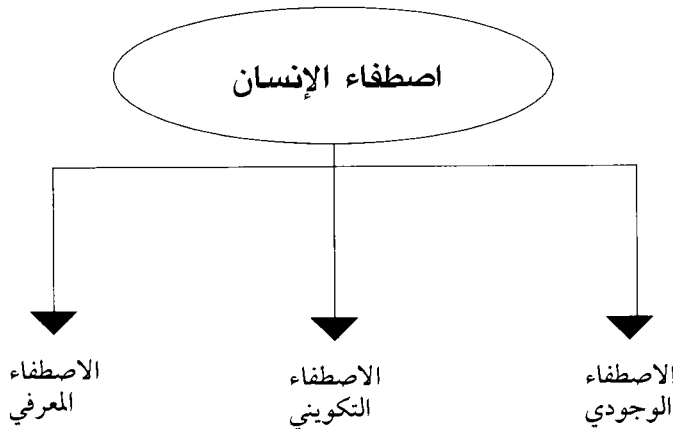 اصطفاء الإنسان
الاصطفاء
الوجودي
الاصطفاء
التكويني
الاصطفاء
المعرفي